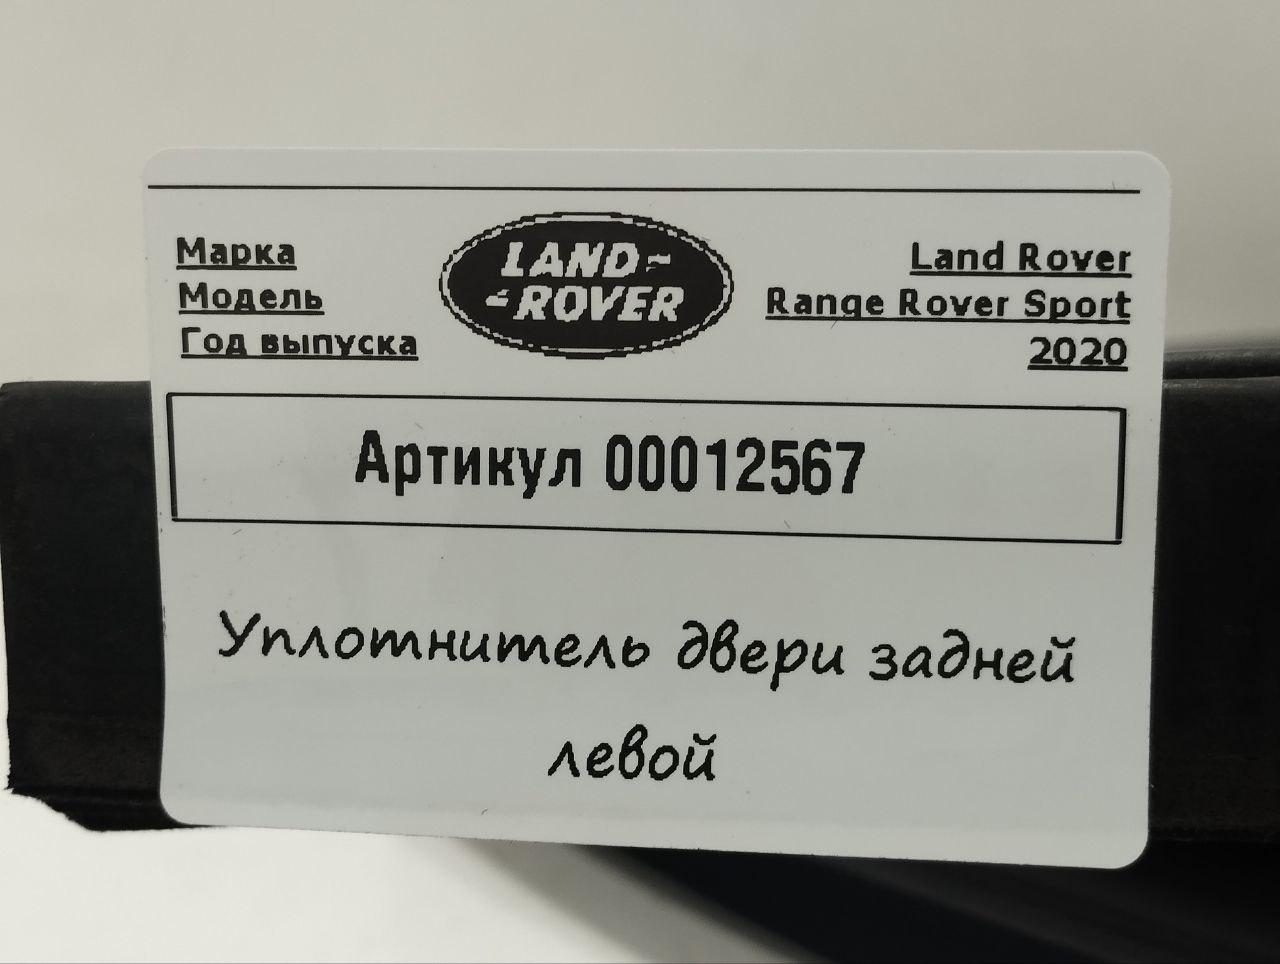 Марка
Модель
Год выпуска
LAND-
-ROVER
Land Rover
Range Rover Sport
2020
Артикул 00012567
Уплотнитель двери задней
левой